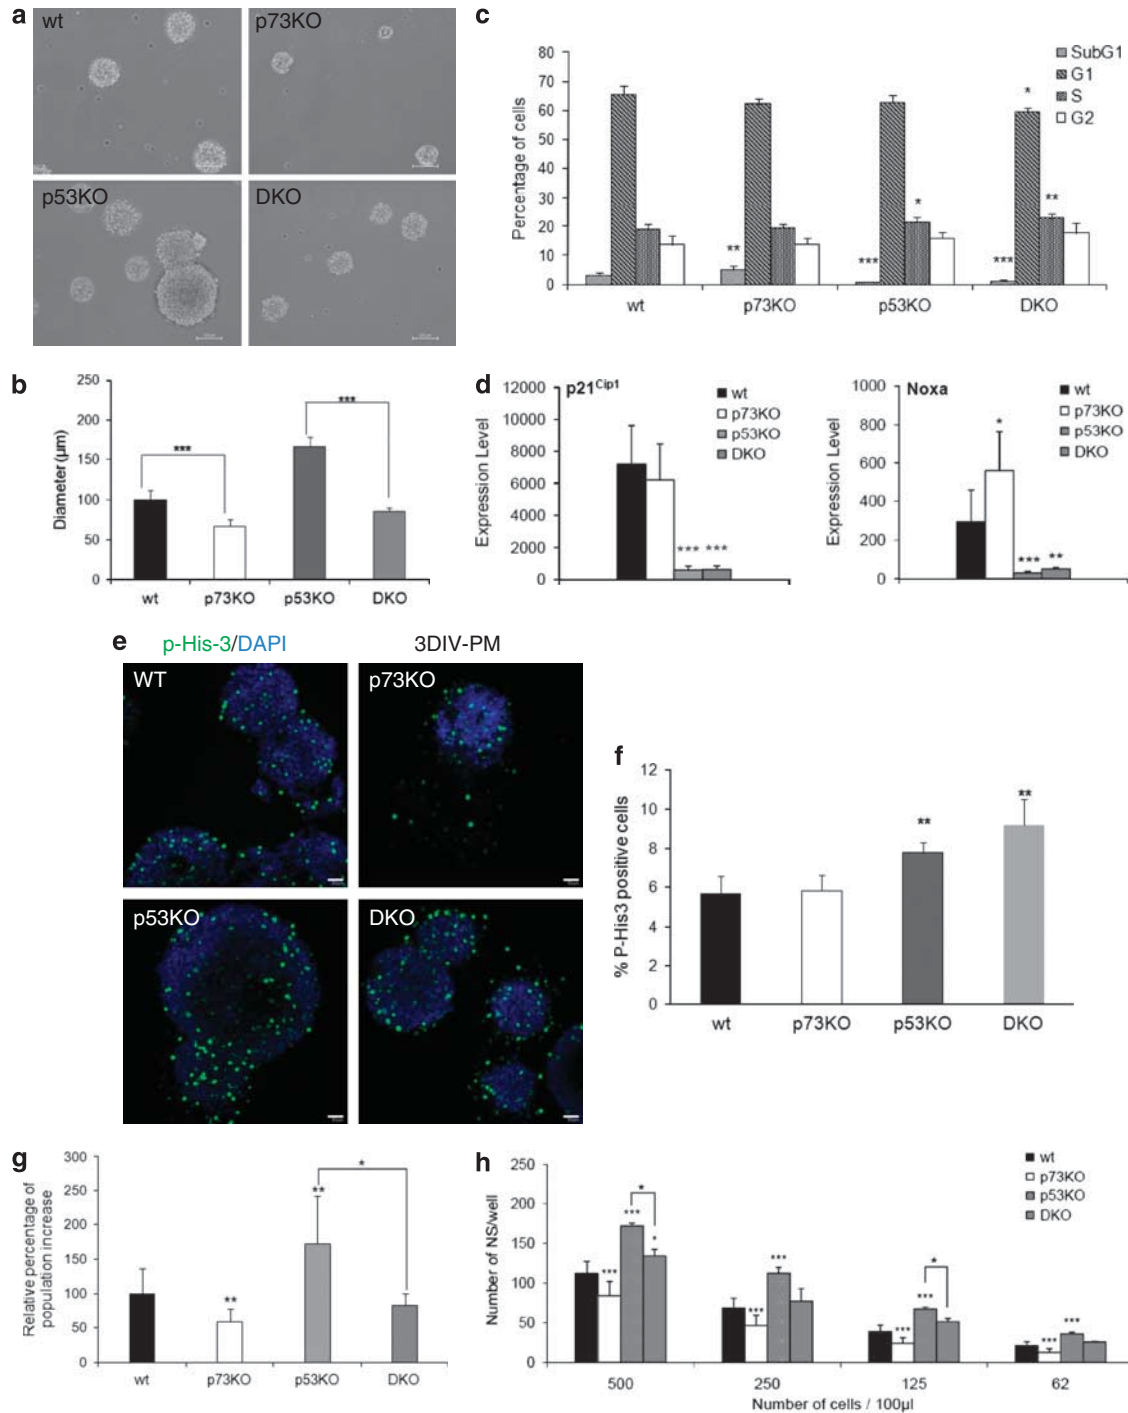 a
wt
p73KO
p53KO
DKO
c
80
70
60
50
40
30
20
10
0
Percentage of cells
SubG1
G1
S
G2
**
***
*
***
*
**
wt
p73KO
p53KO
DKO
b
250
200
150
100
50
0
Diameter (µm)
***
***
wt
p73KO
p53KO
DKO
d
p21Cip1
12000
10000
8000
6000
4000
2000
0
Expression Level
wt
p73KO
p53KO
DKO
*** ***
Noxa
1000
800
600
400
200
0
Expression Level
wt
p73KO
p53KO
DKO
*
*** **
e
p-His-3/DAPI
3DIV-PM
WT
p73KO
p53KO
DKO
f
12
10
8
6
4
2
0
% P-His3 positive cells
**
**
wt
p73KO
p53KO
DKO
g
300
250
200
150
100
50
0
Relative percentage of
population increase
**
**
*
wt
p73KO
p53KO
DKO
h
250
200
150
100
50
0
Number of NS/well
wt
p73KO
p53KO
DKO
***
***
*
*
***
***
***
***
*
***
***
500
250
125
62
Number of cells / 100µl